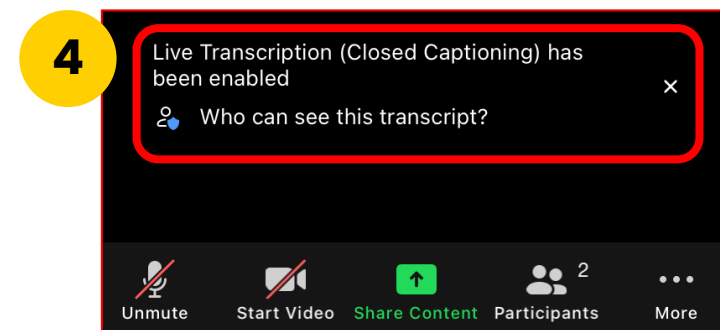 4
Live Transcription (Closed Captioning) has
been enabled
Who can see this transcript?
2
Unmute Start Video Share Content Participants More